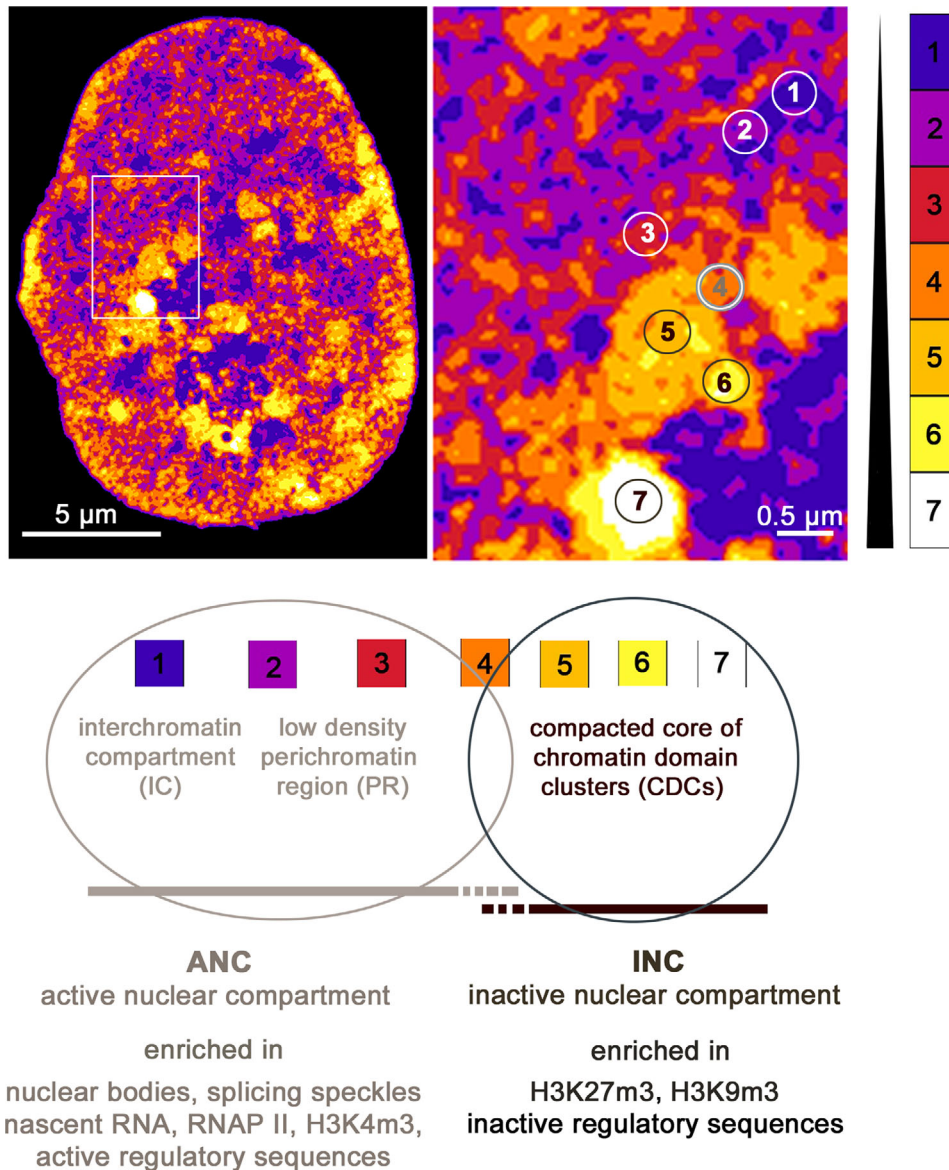 1
2
3
4
5
6
7
5 µm
0.5 µm
1
2
3
4
5
6
7
1 2 3 4 5 6 7
interchromatin
compartment
(IC)
low density
perichromatin
region (PR)
compacted core of
chromatin domain
clusters (CDCs)
ANC
active nuclear compartment
enriched in
nuclear bodies, splicing speckles
nascent RNA, RNAP II, H3K4m3,
active regulatory sequences
INC
inactive nuclear compartment
enriched in
H3K27m3, H3K9m3
inactive regulatory sequences